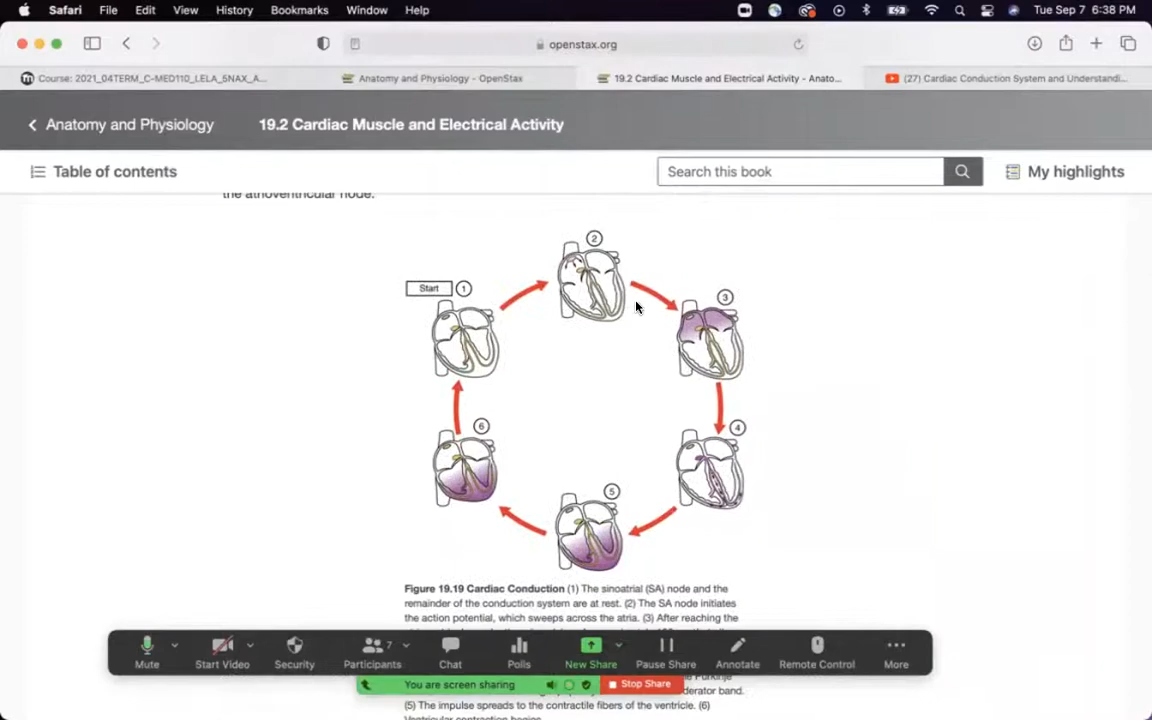 Safari File Edit View History Bookmarks Window Help Tue Sep 7 6:38 PM
openstax.org
Course: 2021_04TERM_C-MED110_LELA_5NAX_A... Anatomy and Physiology - OpenStax 19.2 Cardiac Muscle and Electrical Activity - Anato... (27) Cardiac Conduction System and Understandi...
Anatomy and Physiology 19.2 Cardiac Muscle and Electrical Activity
Table of contents Search this book My highlights
the atrioventricular node.
2
Start 1
3
6
4
5
Figure 19.19 Cardiac Conduction (1) The sinoatrial (SA) node and the
remainder of the conduction system are at rest. (2) The SA node initiates
the action potential, which sweeps across the atria. (3) After reaching the
7
Mute Start Video Security Participants Chat Polls New Share Pause Share Annotate Remote Control More
You are screen sharing Stop Share
Purkinje
derator band.
(5) The impulse spreads to the contractile fibers of the ventricle. (6)
Ventricular contraction begins.